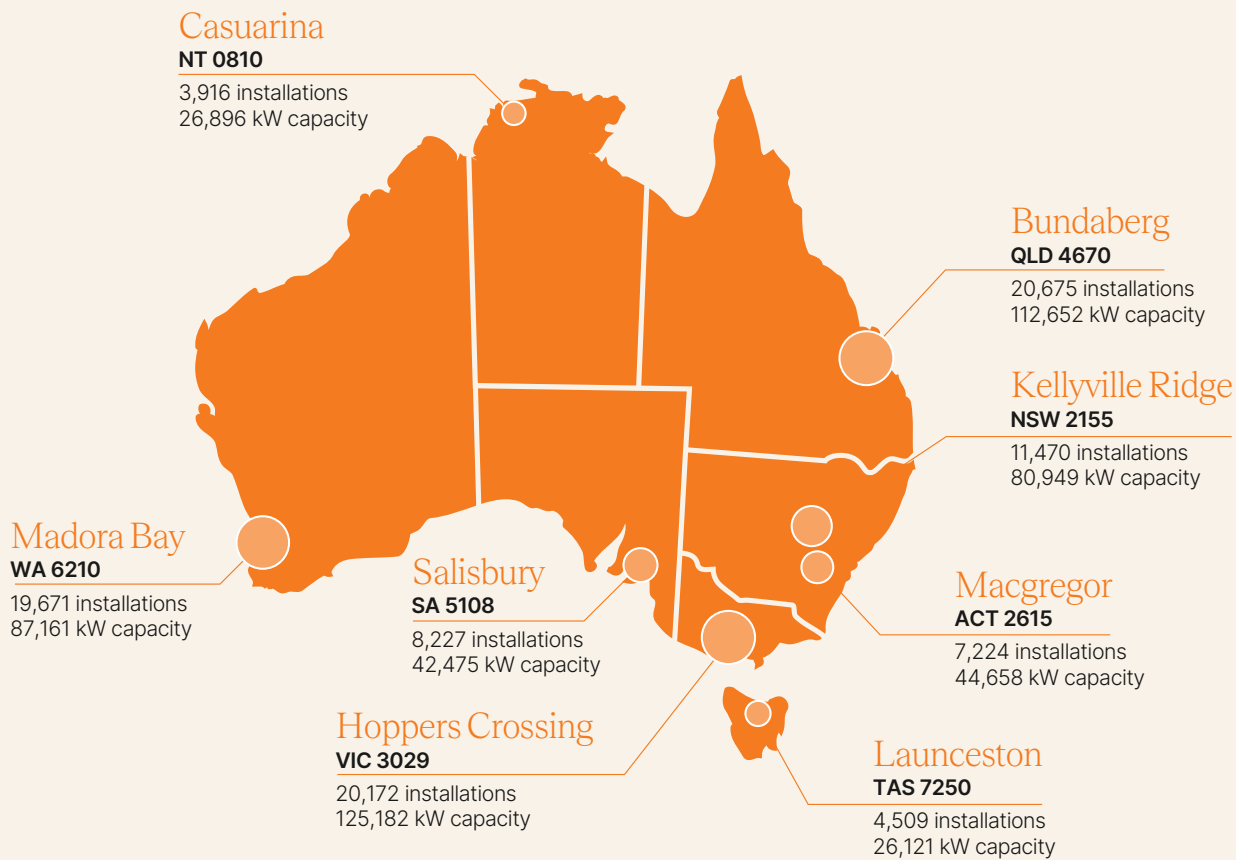 Casuarina
NT 0810
3,916 installations
26,896 kW capacity
Bundaberg
QLD 4670
20,675 installations
112,652 kW capacity
Kellyville Ridge
NSW 2155
11,470 installations
80,949 kW capacity
Madora Bay
WA 6210
19,671 installations
87,161 kW capacity
Salisbury
SA 5108
8,227 installations
42,475 kW capacity
Macgregor
ACT 2615
7,224 installations
44,658 kW capacity
Hoppers Crossing
VIC 3029
20,172 installations
125,182 kW capacity
Launceston
TAS 7250
4,509 installations
26,121 kW capacity